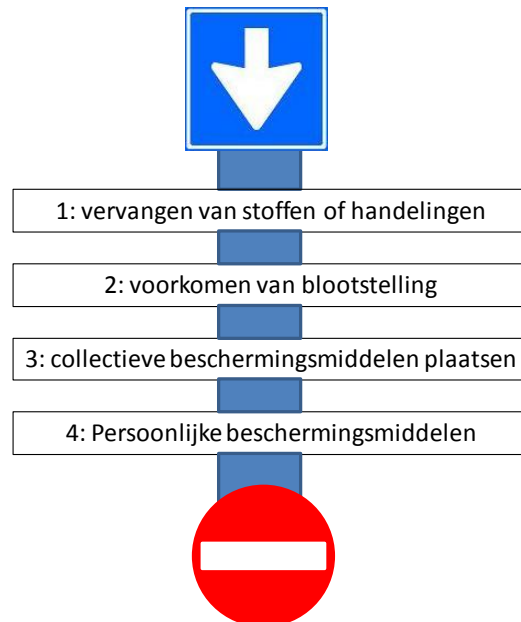 1: vervangen van stoffen of handelingen
2: voorkomen van blootstelling
3: collectieve beschermingsmiddelen plaatsen
4: Persoonlijke beschermingsmiddelen